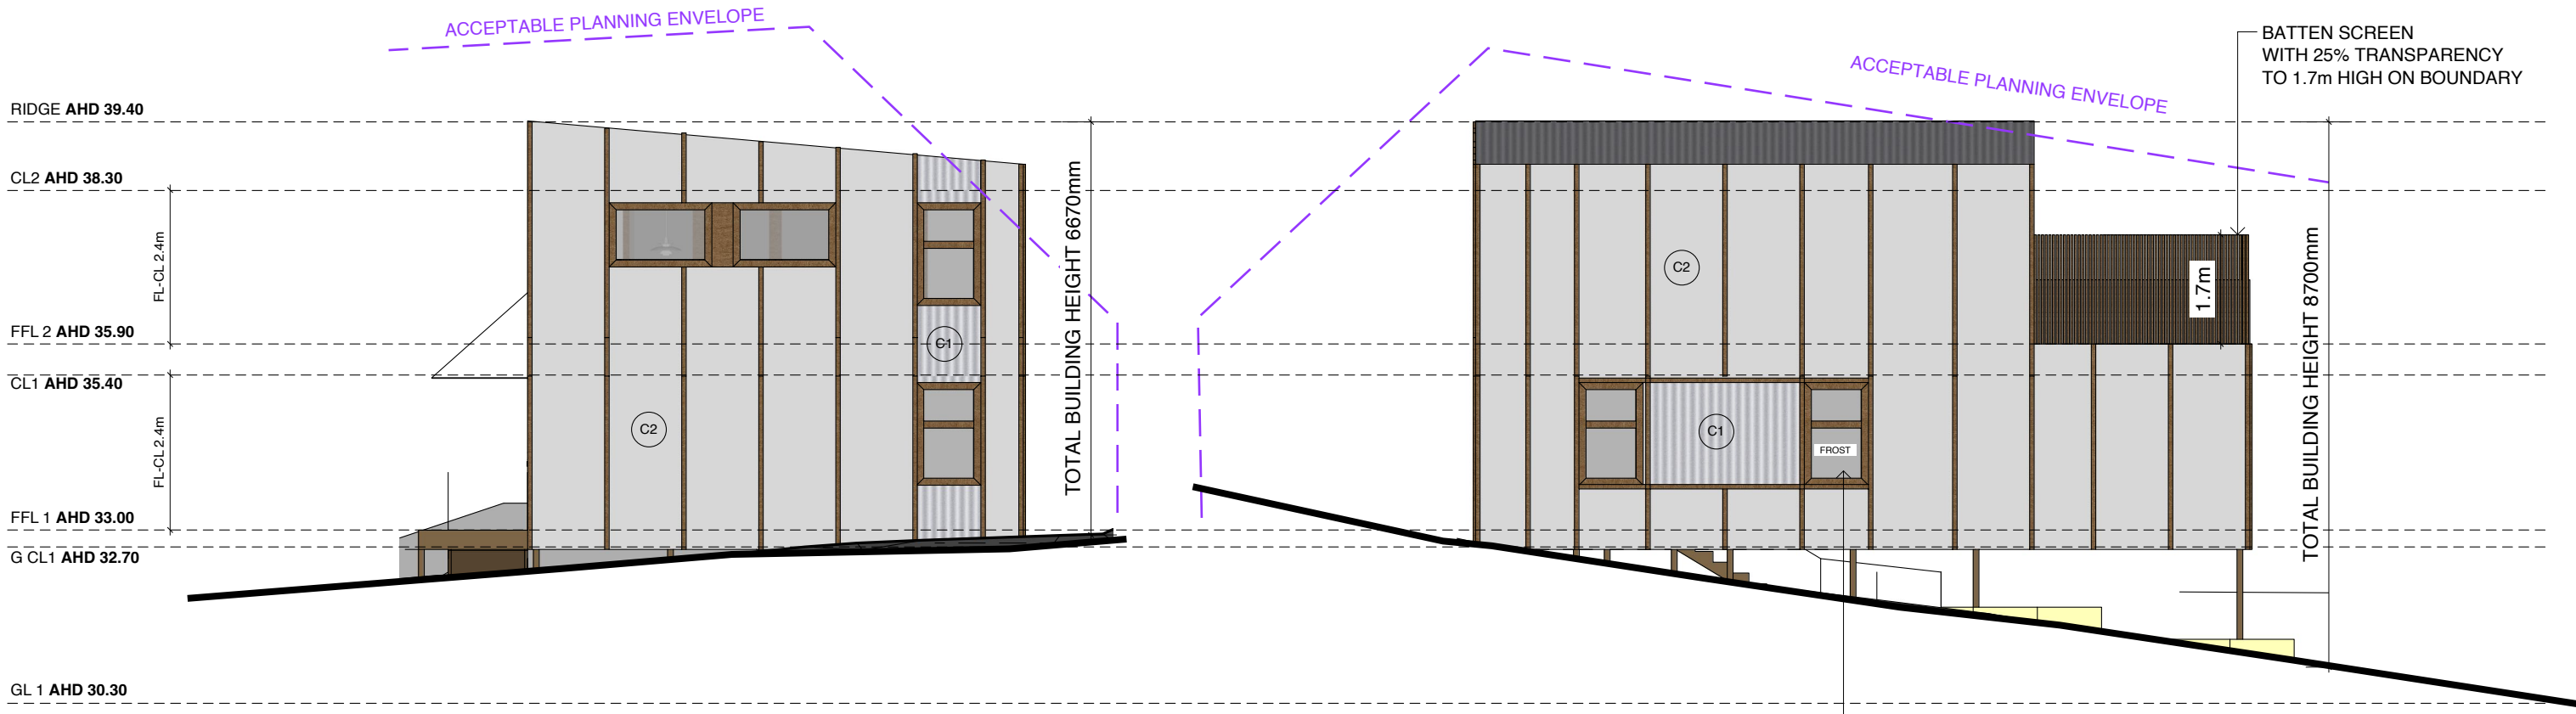 ACCEPTABLE PLANNING ENVELOPE
ACCEPTABLE PLANNING ENVELOPE
BATTEN SCREEN
WITH 25% TRANSPARENCY
TO 1.7m HIGH ON BOUNDARY
RIDGE AHD 39.40
CL2 AHD 38.30
FL-CL 2.4m
FFL 2 AHD 35.90
CL1 AHD 35.40
FL-CL 2.4m
FFL 1 AHD 33.00
G CL1 AHD 32.70
GL 1 AHD 30.30
C2
C1
TOTAL BUILDING HEIGHT 6670mm
C2
C1
FROST
1.7m
TOTAL BUILDING HEIGHT 8700mm